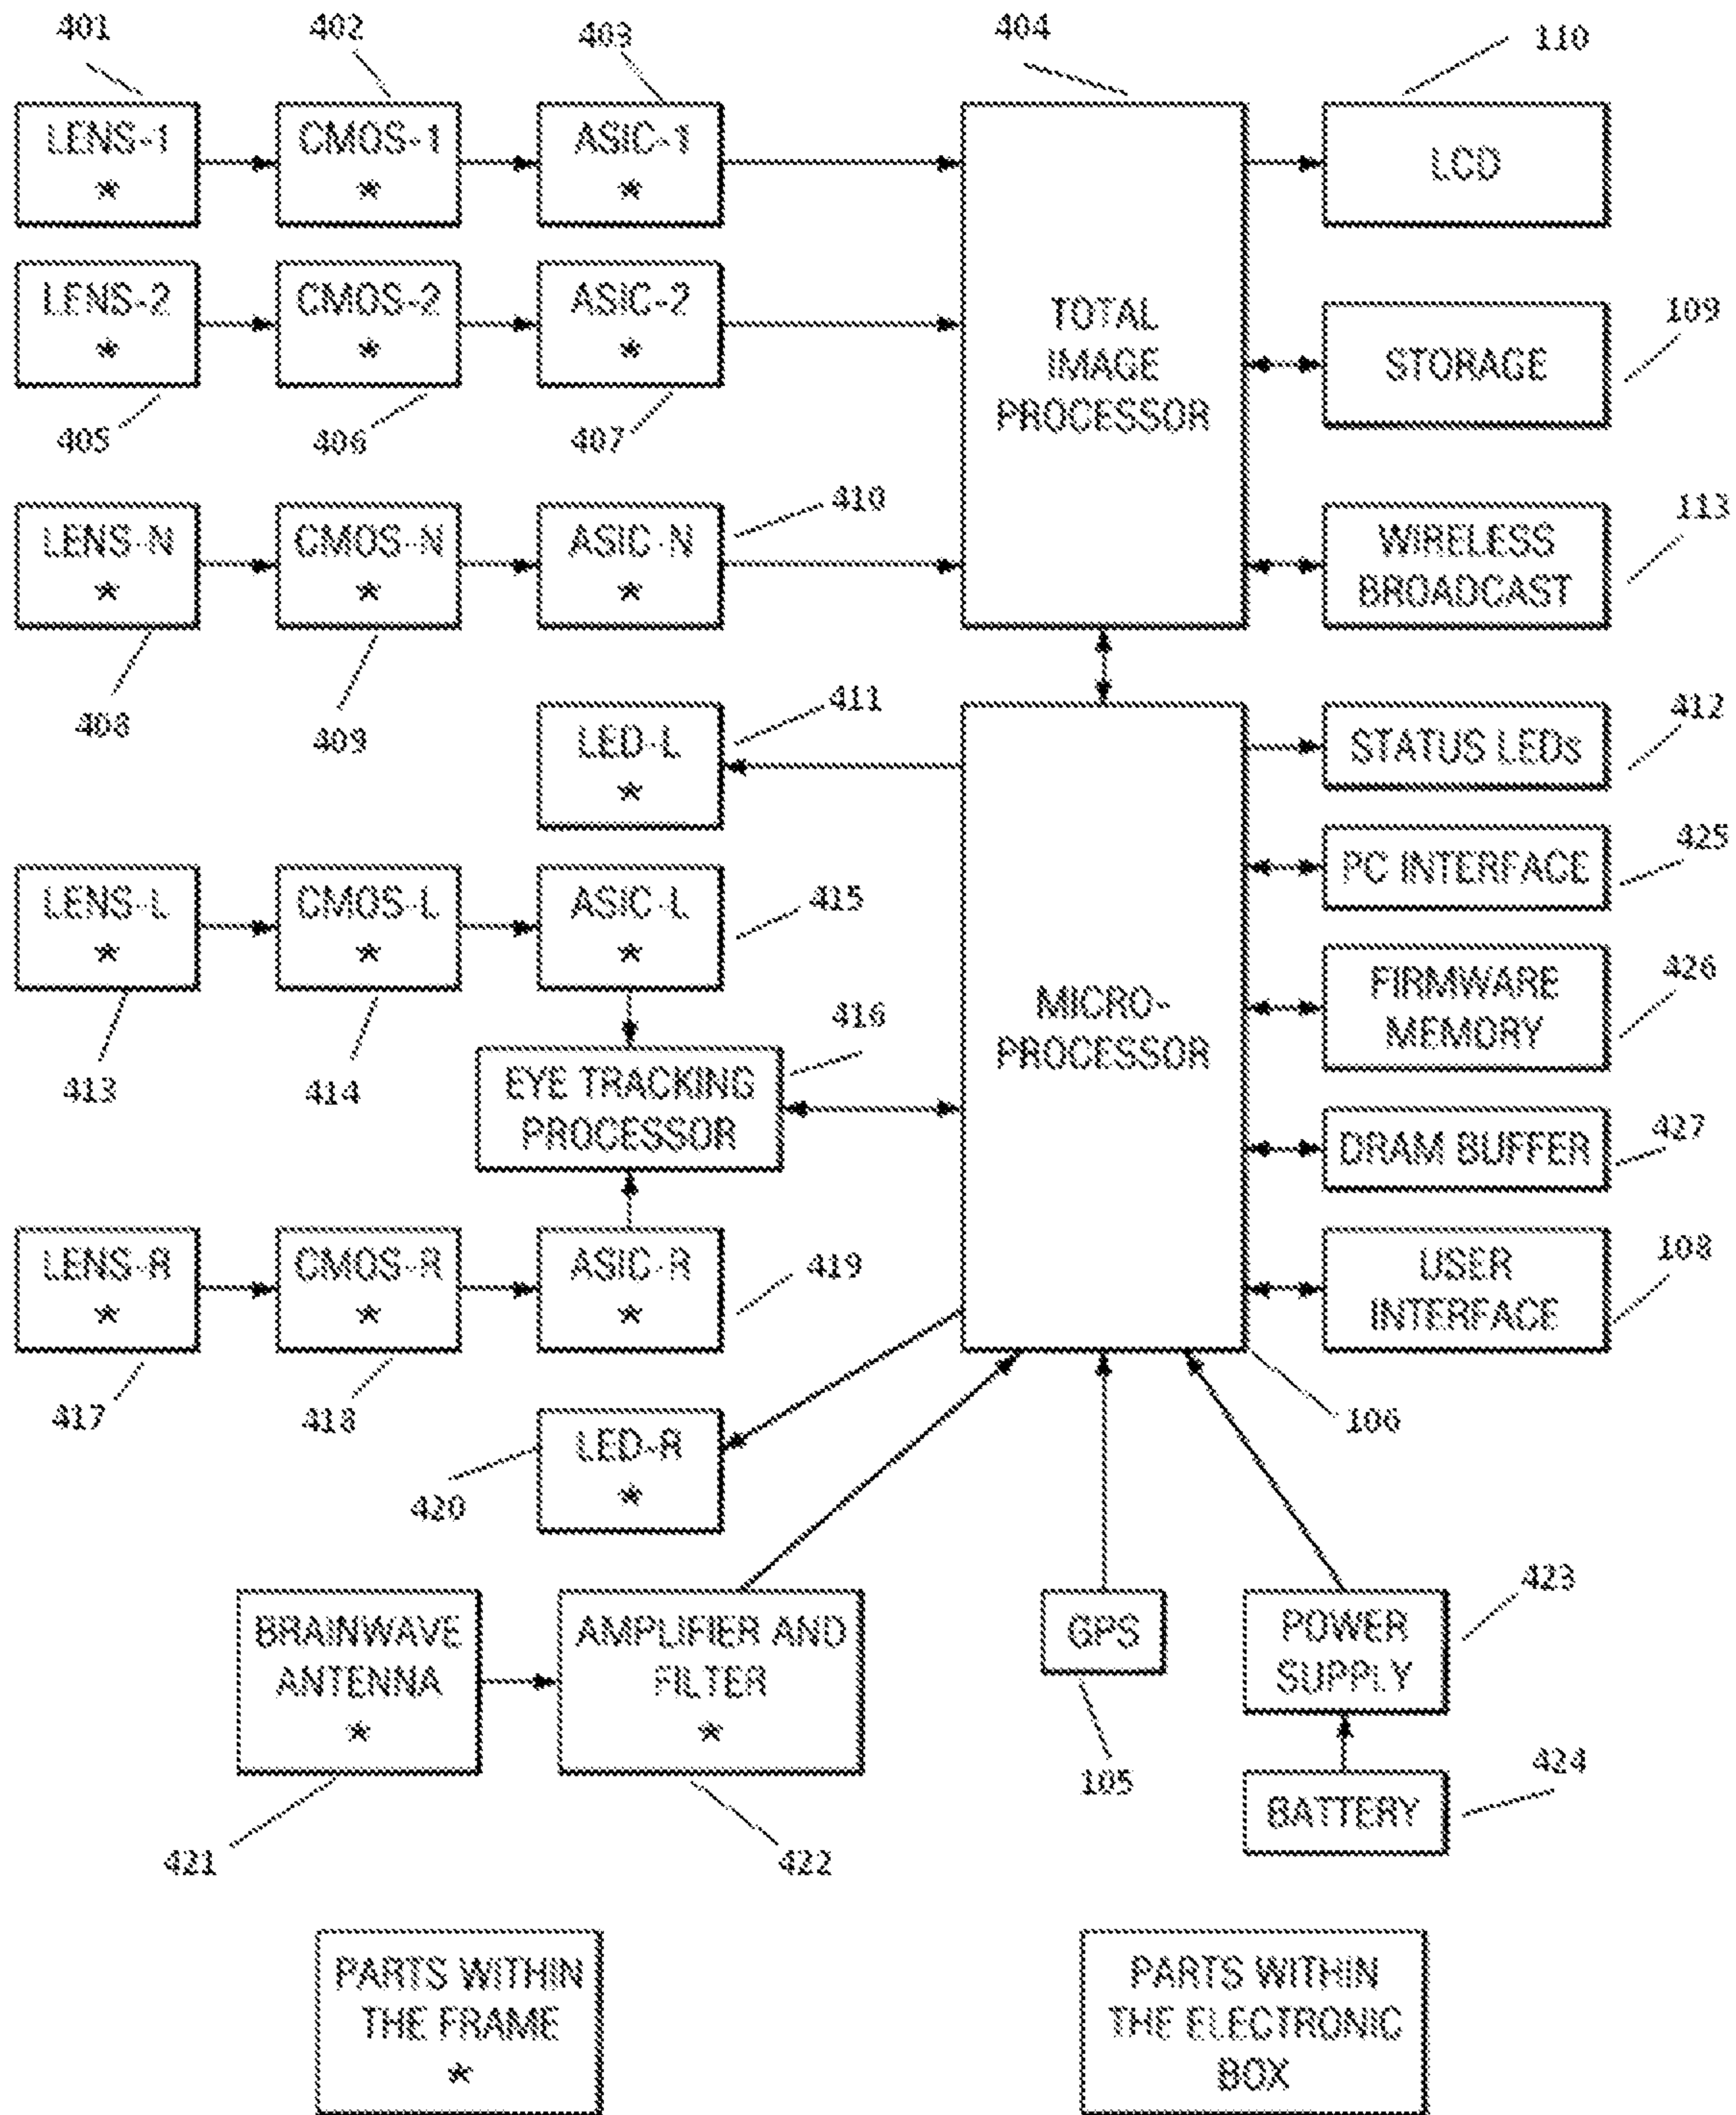 401
402
403
404
110
LENS-1
*
CMOS-1
*
ASIC-1
*
LCD
LENS-2
*
CMOS-2
*
ASIC-2
*
TOTAL
IMAGE
PROCESSOR
STORAGE
109
405
406
407
LENS-N
*
CMOS-N
*
ASIC-N
*
410
WIRELESS
BROADCAST
113
408
409
LED-L
*
411
STATUS LEDs
412
PC INTERFACE
425
LENS-L
*
CMOS-L
*
ASIC-L
*
415
MICRO-
PROCESSOR
FIRMWARE
MEMORY
426
413
414
EYE TRACKING
PROCESSOR
416
DRAM BUFFER
427
LENS-R
*
CMOS-R
*
ASIC-R
*
419
USER
INTERFACE
108
417
418
LED-R
*
420
106
BRAINWAVE
ANTENNA
*
AMPLIFIER AND
FILTER
*
GPS
POWER
SUPPLY
423
105
BATTERY
424
421
422
PARTS WITHIN
THE FRAME
*
PARTS WITHIN
THE ELECTRONIC
BOX